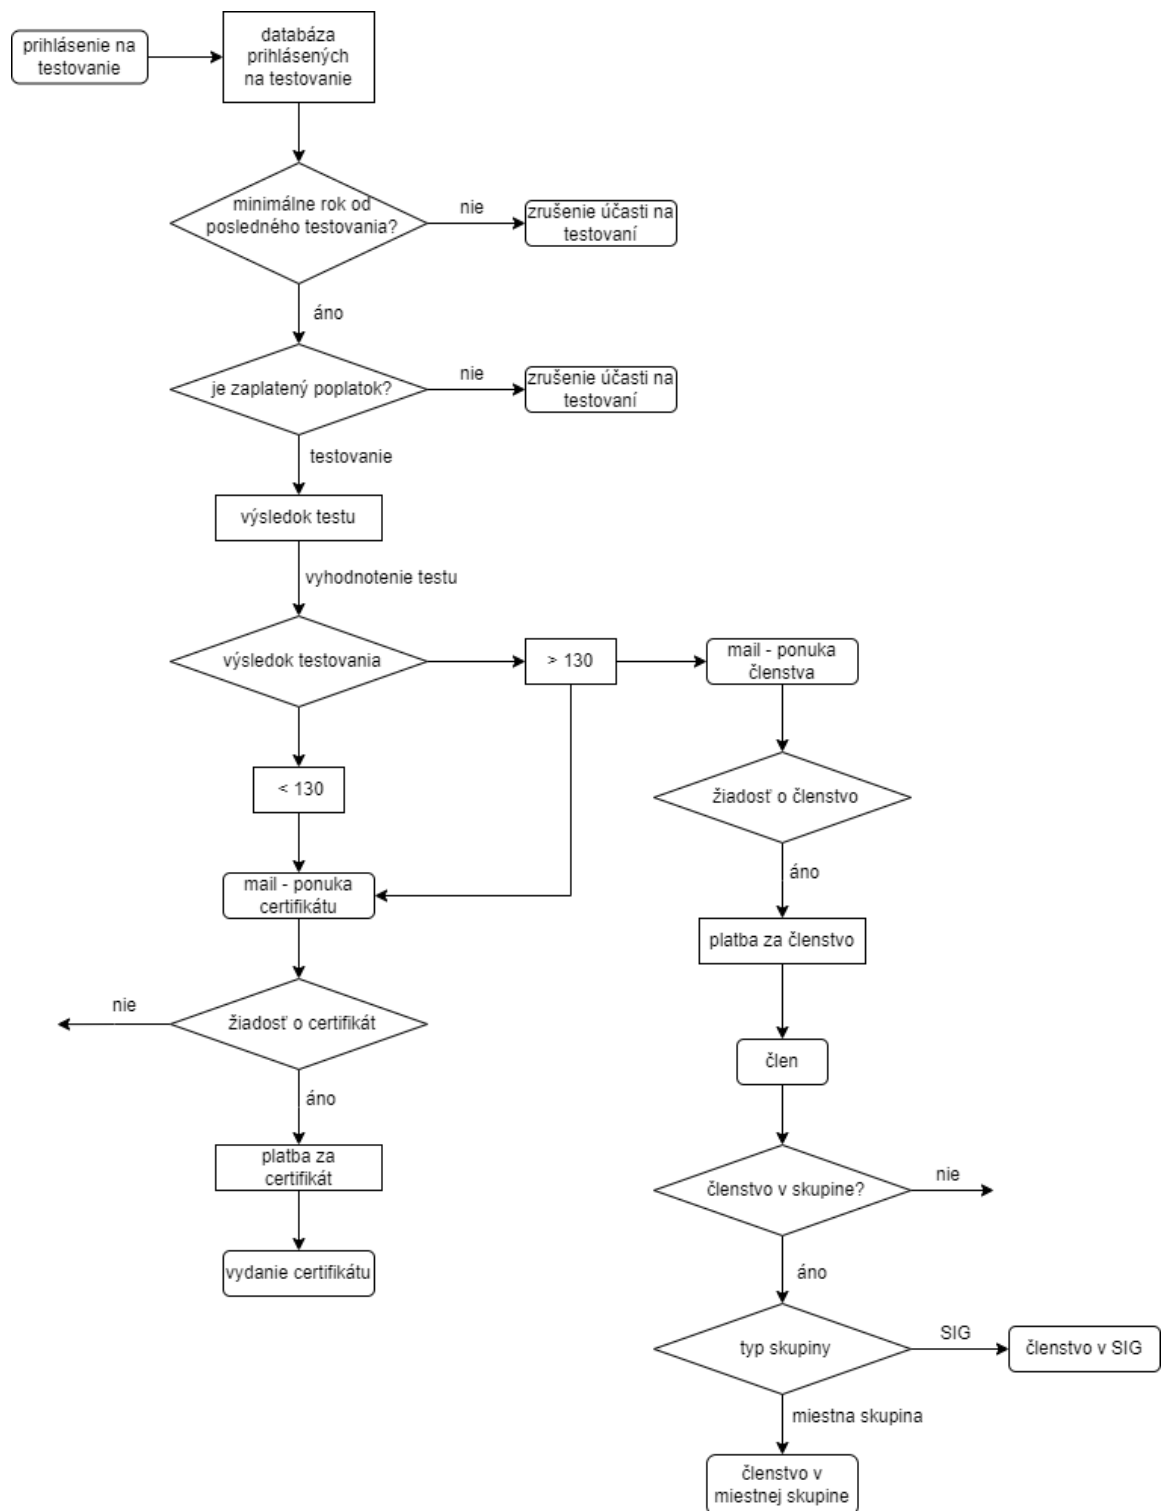 prihlásenie na
testovanie
databáza
prihlásených
na testovanie
minimálne rok od
posledného testovania?
nie
zrušenie účasti na
testovaní
áno
je zaplatený poplatok?
nie
zrušenie účasti na
testovaní
testovanie
výsledok testu
vyhodnotenie testu
výsledok testovania
> 130
mail - ponuka
členstva
< 130
žiadosť o členstvo
áno
mail - ponuka
certifikátu
platba za členstvo
nie
žiadosť o certifikát
člen
áno
platba za
certifikát
členstvo v skupine?
nie
vydanie certifikátu
áno
typ skupiny
SIG
členstvo v SIG
miestna skupina
členstvo v
miestnej skupine